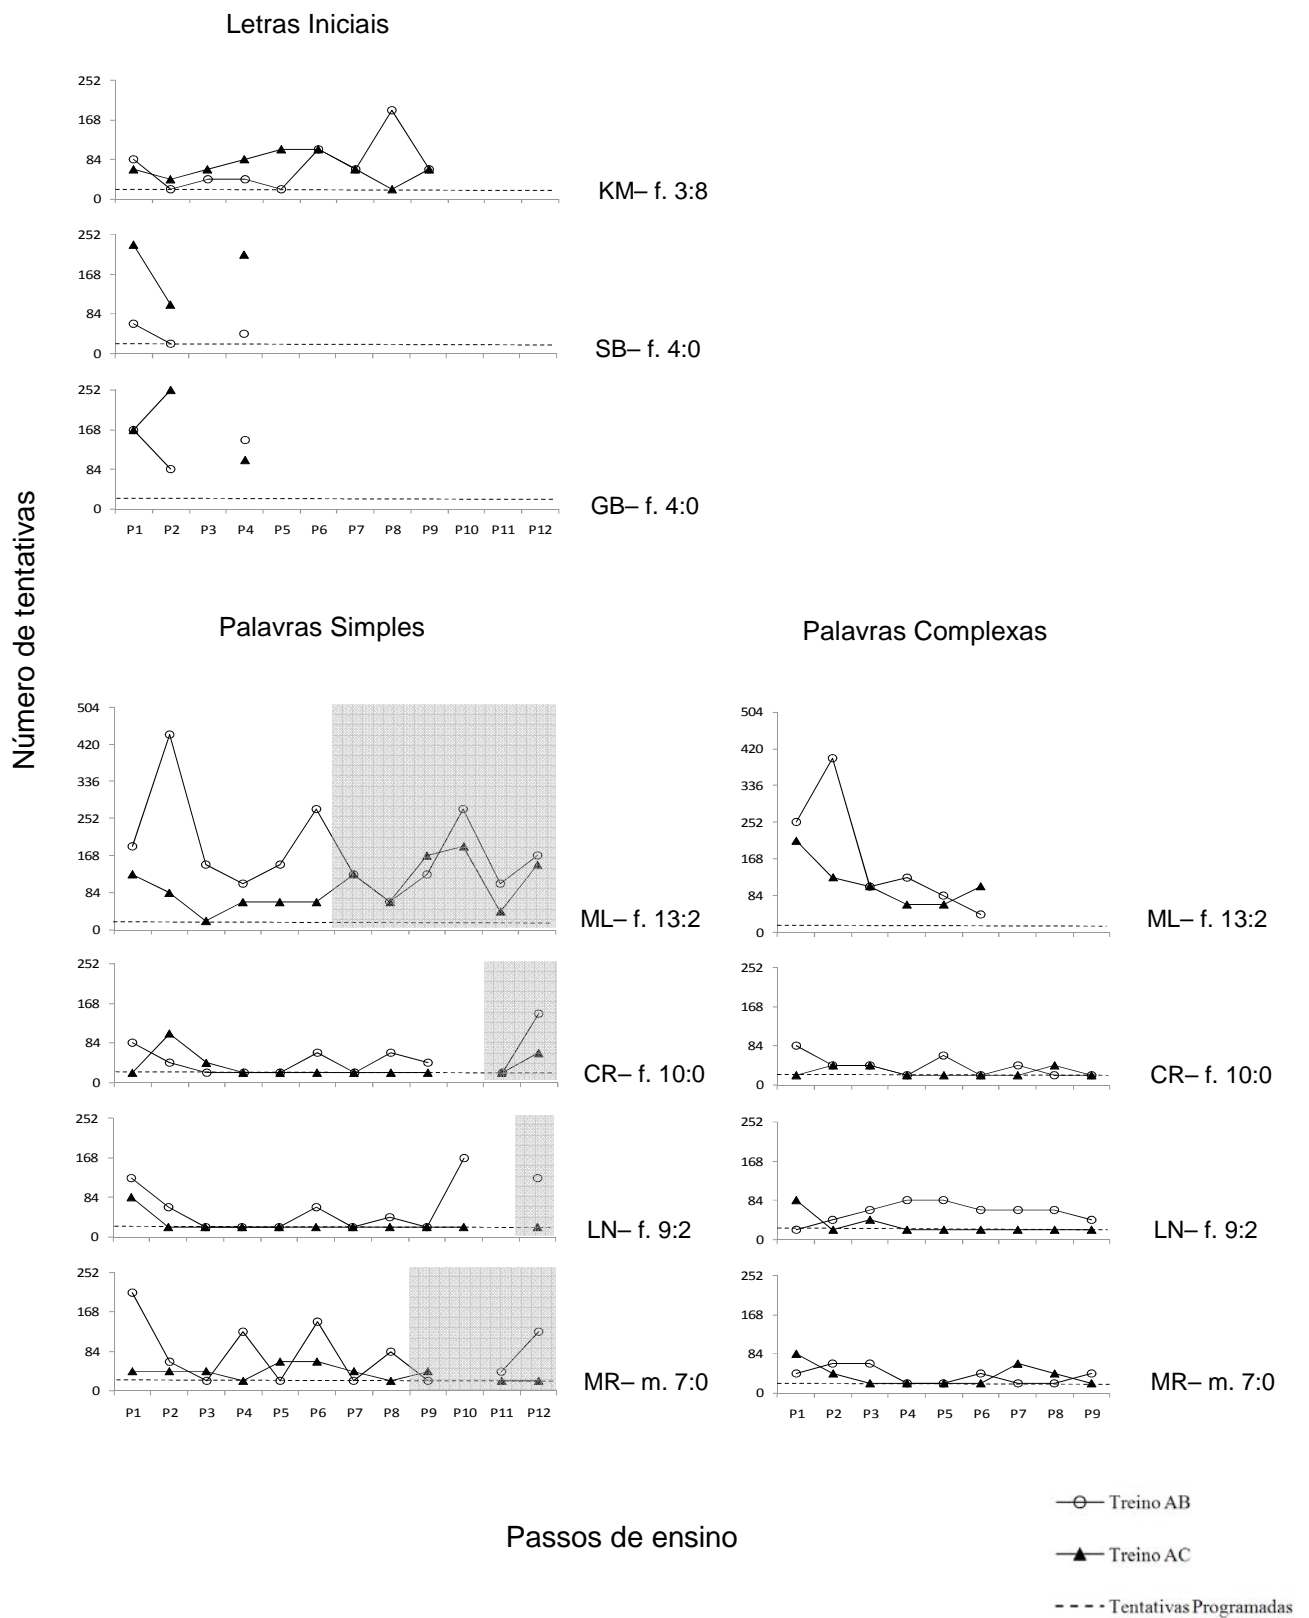 Letras Iniciais
252
168
84
0
KM– f. 3:8
252
168
84
0
SB– f. 4:0
252
168
84
0
GB– f. 4:0
P1 P2 P3 P4 P5 P6 P7 P8 P9 P10 P11 P12
Número de tentativas
Palavras Simples
504
420
336
252
168
84
0
ML– f. 13:2
252
168
84
0
CR– f. 10:0
252
168
84
0
LN– f. 9:2
252
168
84
0
MR– m. 7:0
P1 P2 P3 P4 P5 P6 P7 P8 P9 P10 P11 P12
Palavras Complexas
504
420
336
252
168
84
0
ML– f. 13:2
252
168
84
0
CR– f. 10:0
252
168
84
0
LN– f. 9:2
252
168
84
0
MR– m. 7:0
P1 P2 P3 P4 P5 P6 P7 P8 P9
Passos de ensino
Treino AB
Treino AC
Tentativas Programadas